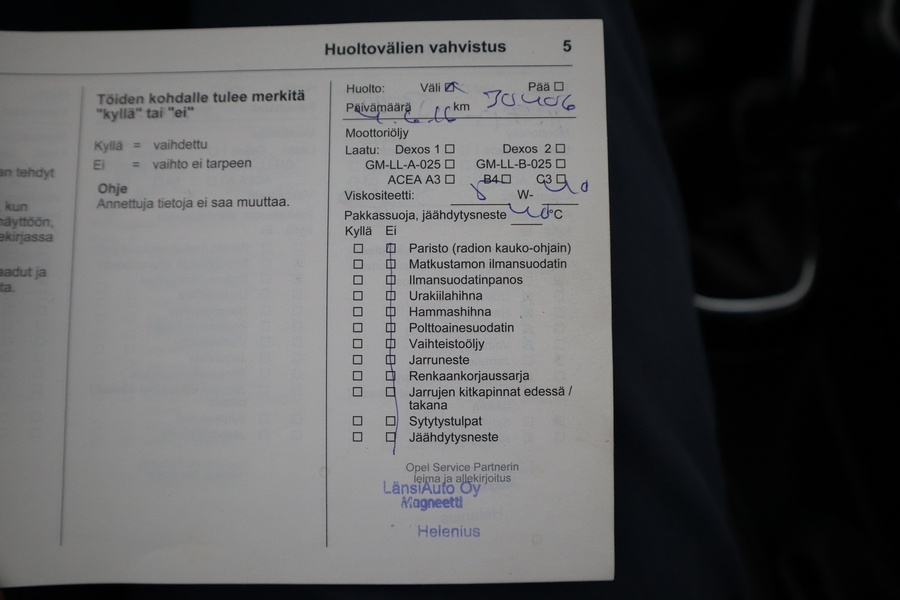 Huoltovälien vahvistus 5
an tehdyt
kun
näyttöön,
ekirjassa
aadut ja
ta.
Töiden kohdalle tulee merkitä
"kyllä" tai "ei"
Kyllä = vaihdettu
Ei = vaihto ei tarpeen
Ohje
Annettuja tietoja ei saa muuttaa.
Huolto: Väli ☒ Pää ☐
Päivämäärä km 70406
Moottoriöljy
Laatu: Dexos 1 ☐ Dexos 2 ☐
GM-LL-A-025 ☐ GM-LL-B-025 ☐
ACEA A3 ☐ B4 ☐ C3 ☐
Viskositeetti: W-40
Pakkassuoja, jäähdytysneste °C
Kyllä Ei
☐ ☐ Paristo (radion kauko-ohjain)
☐ ☐ Matkustamon ilmansuodatin
☐ ☐ Ilmansuodatinpanos
☐ ☐ Urakiilahihna
☐ ☐ Hammashihna
☐ ☐ Polttoainesuodatin
☐ ☐ Vaihteistoöljy
☐ ☐ Jarruneste
☐ ☐ Renkaankorjaussarja
☐ ☐ Jarrujen kitkapinnat edessä /
takana
☐ ☐ Sytytystulpat
☐ ☐ Jäähdytysneste
Opel Service Partnerin
leima ja allekirjoitus
LänsiAuto Oy
Magneetti
Helenius